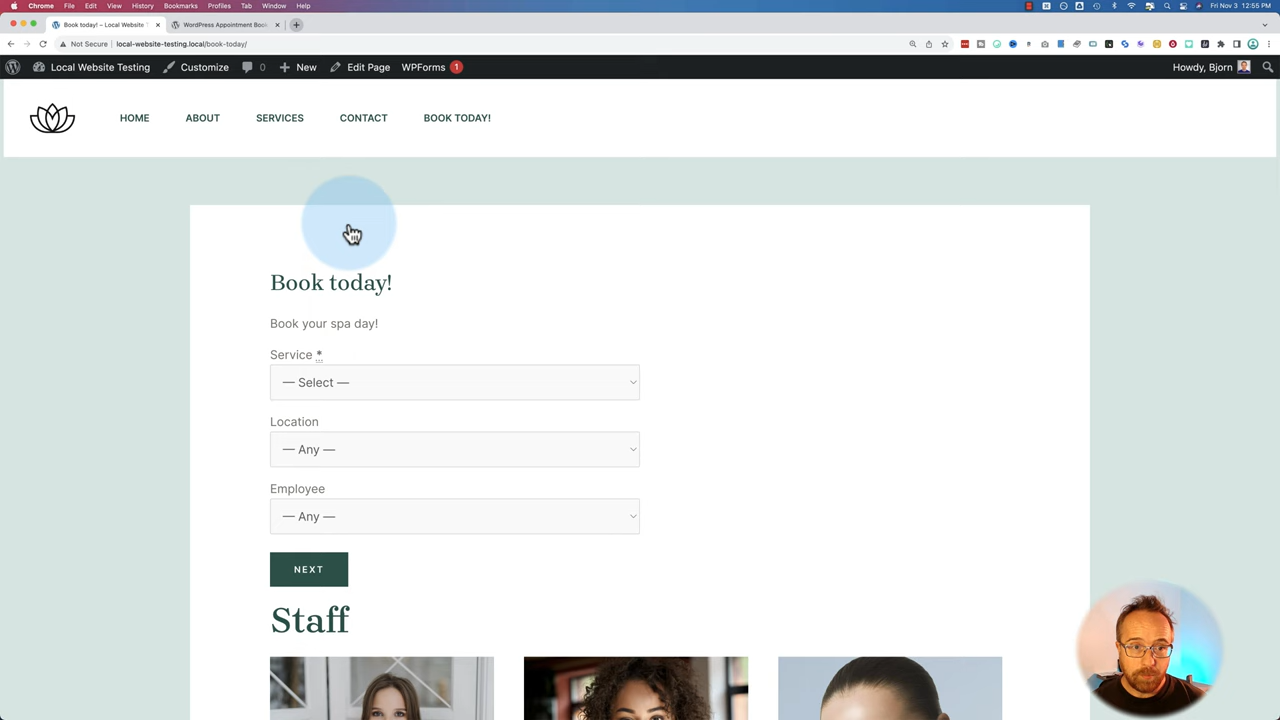 Chrome File Edit View History Bookmarks Profiles Tab Window Help Fri Nov 3 12:55 PM
Book today! – Local Website WordPress Appointment Book
Not Secure local-website-testing.local/book-today/
Local Website Testing Customize 0 New Edit Page WPForms 1 Howdy, Bjorn
HOME ABOUT SERVICES CONTACT BOOK TODAY!
Book today!
Book your spa day!
Service *
— Select —
Location
— Any —
Employee
— Any —
NEXT
Staff